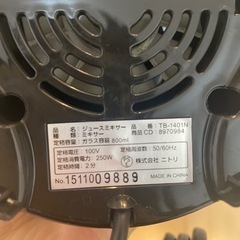 品名：ジュースミキサー 型番：TB-1401N
種類：ミキサー 商品CD：8970984
定格容量：ガラス容器 800ml
定格電圧：100V 定格周波数：50/60Hz
定格消費電力：250W
定格時間：2分 株式会社 ニトリ
No. 1511009889 MADE IN CHINA